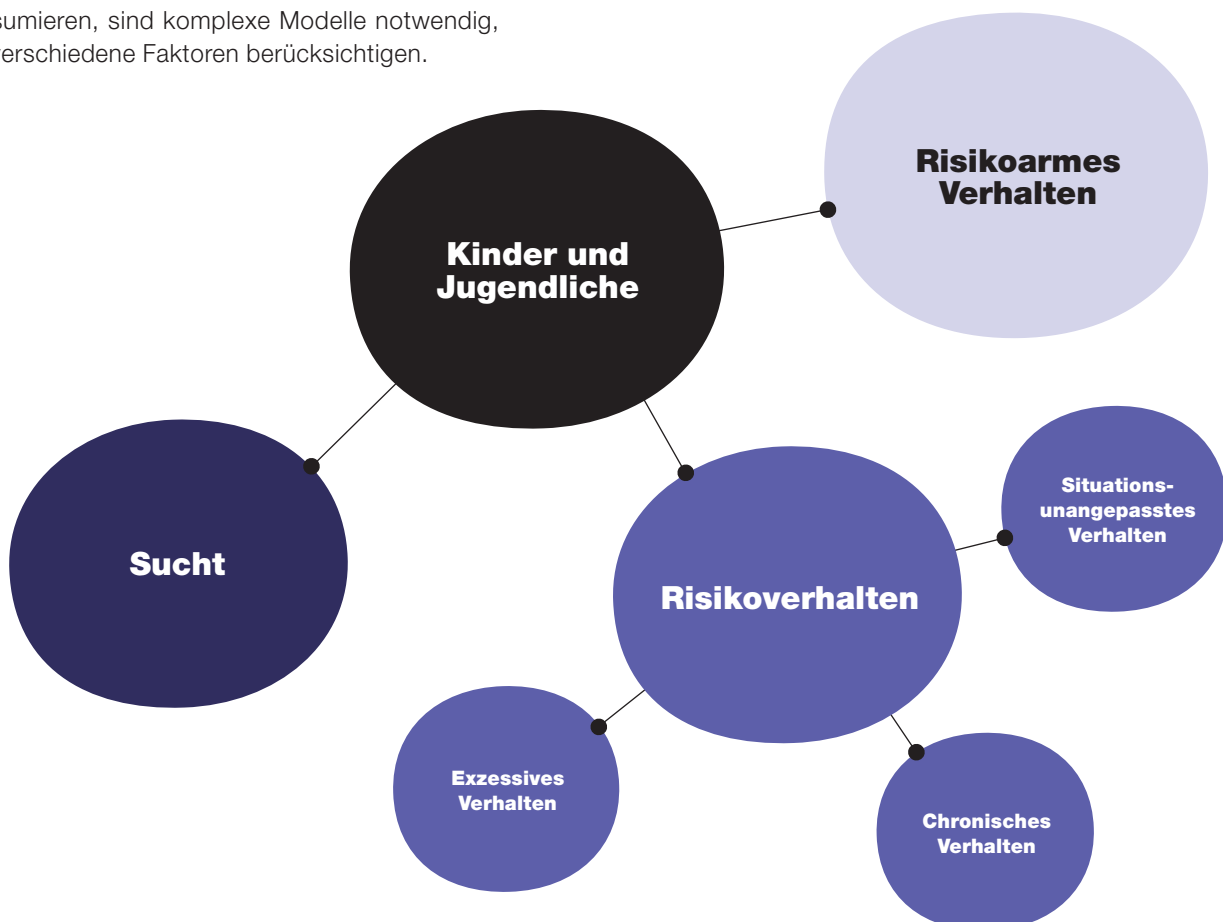 sumieren, sind komplexe Modelle notwendig,
verschiedene Faktoren berücksichtigen.
Risikoarmes
Verhalten
Kinder und
Jugendliche
Situations-
unangepasstes
Verhalten
Sucht
Risikoverhalten
Exzessives
Verhalten
Chronisches
Verhalten